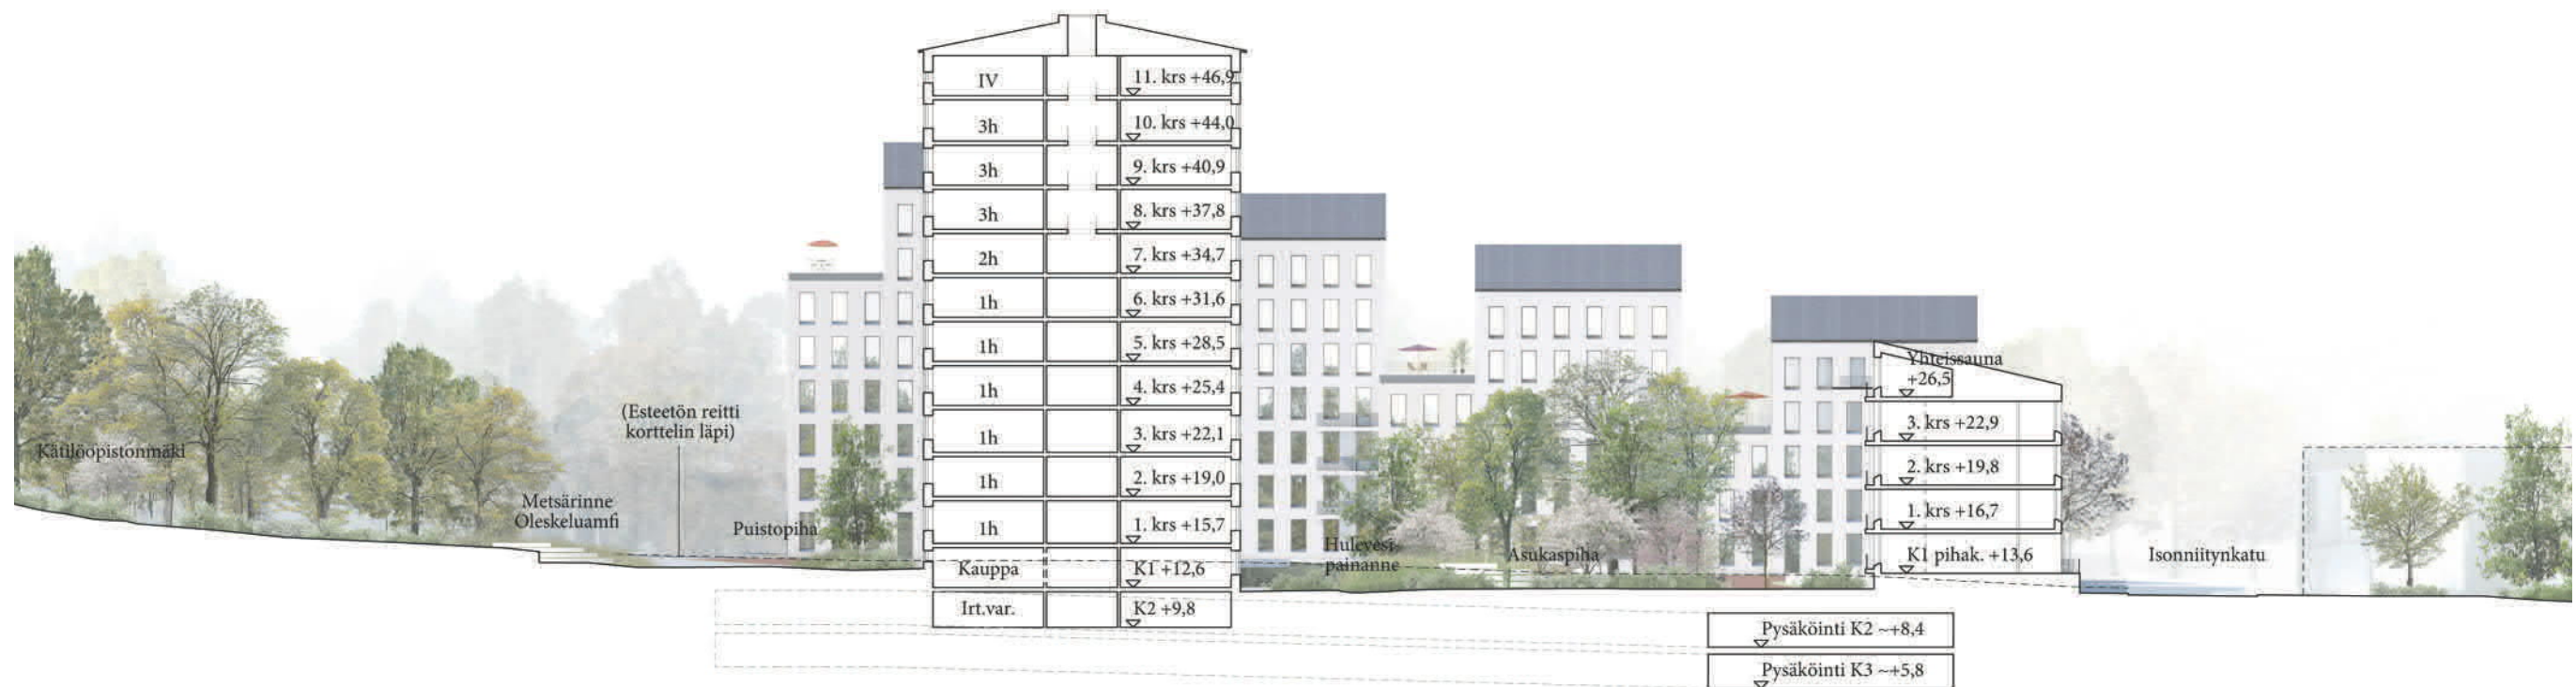 IV
11. krs +46,9
3h
10. krs +44,0
3h
9. krs +40,9
3h
8. krs +37,8
2h
7. krs +34,7
1h
6. krs +31,6
1h
5. krs +28,5
1h
4. krs +25,4
1h
3. krs +22,1
1h
2. krs +19,0
1h
1. krs +15,7
Kauppa
K1 +12,6
Irt.var.
K2 +9,8
Kätilöopistonmäki
Metsärinne
Oleskeluamfi
(Esteetön reitti
korttelin läpi)
Puistopiha
Hulevesi-
painanne
Asukaspiha
Yhteissauna
+26,5
3. krs +22,9
2. krs +19,8
1. krs +16,7
K1 pihak. +13,6
Isonniitynkatu
Pysäköinti K2 ~+8,4
Pysäköinti K3 ~+5,8